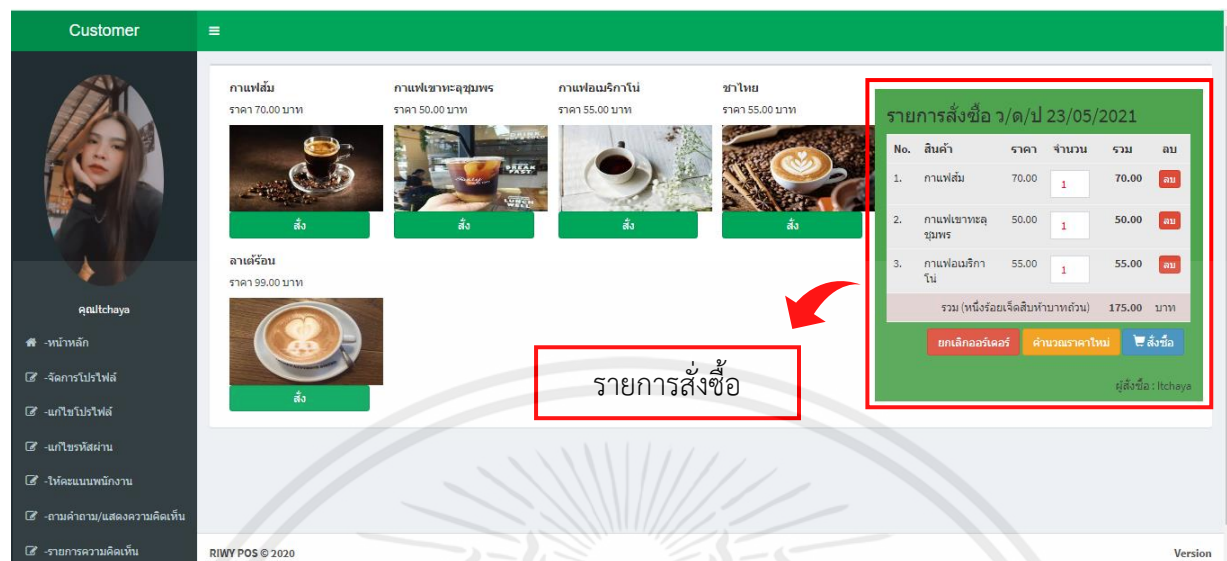 Customer
คุณItchaya
-หน้าหลัก
-จัดการโปรไฟล์
-แก้ไขโปรไฟล์
-แก้ไขรหัสผ่าน
-ให้คะแนนพนักงาน
-ถามคำถาม/แสดงความคิดเห็น
-รายการความคิดเห็น
กาแฟส้ม
ราคา 70.00 บาท
สั่ง
กาแฟเขาทะลุชุมพร
ราคา 50.00 บาท
สั่ง
กาแฟอเมริกาโน่
ราคา 55.00 บาท
สั่ง
ชาไทย
ราคา 55.00 บาท
สั่ง
ลาเต้ร้อน
ราคา 99.00 บาท
สั่ง
รายการสั่งซื้อ ว/ด/ป 23/05/2021
No. สินค้า ราคา จำนวน รวม ลบ
1. กาแฟส้ม 70.00 1 70.00 ลบ
2. กาแฟเขาทะลุ 50.00 1 50.00 ลบ
ชุมพร
3. กาแฟอเมริกา 55.00 1 55.00 ลบ
โน่
รวม (หนึ่งร้อยเจ็ดสิบห้าบาทถ้วน) 175.00 บาท
ยกเลิกออร์เดอร์ คำนวณราคาใหม่ สั่งซื้อ
ผู้สั่งซื้อ : Itchaya
รายการสั่งซื้อ
RIWY POS © 2020
Version